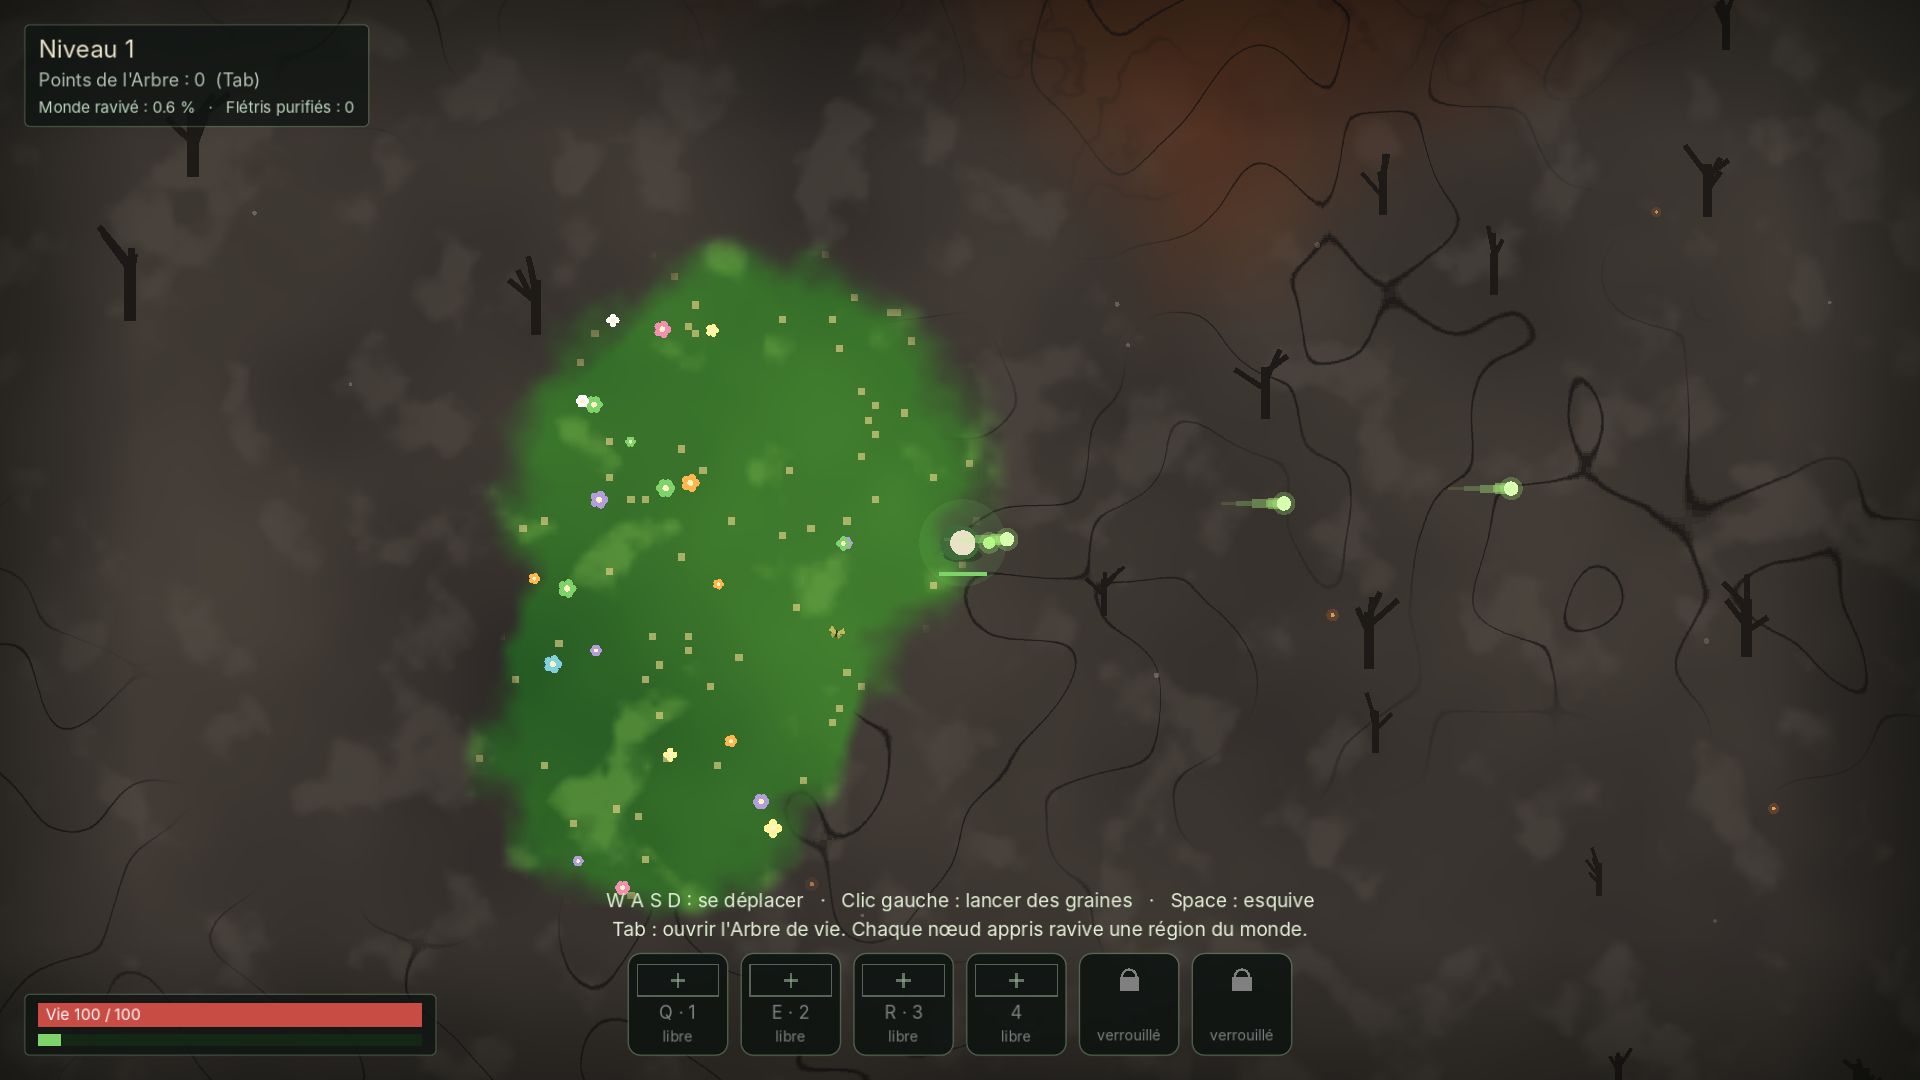 Niveau 1
Points de l'Arbre : 0 (Tab)
Monde ravivé : 0.6 % · Flétris purifiés : 0
W A S D : se déplacer · Clic gauche : lancer des graines · Space : esquive
Tab : ouvrir l'Arbre de vie. Chaque nœud appris ravive une région du monde.
+ + + +
Q · 1 E · 2 R · 3 4
libre libre libre libre verrouillé verrouillé
Vie 100 / 100